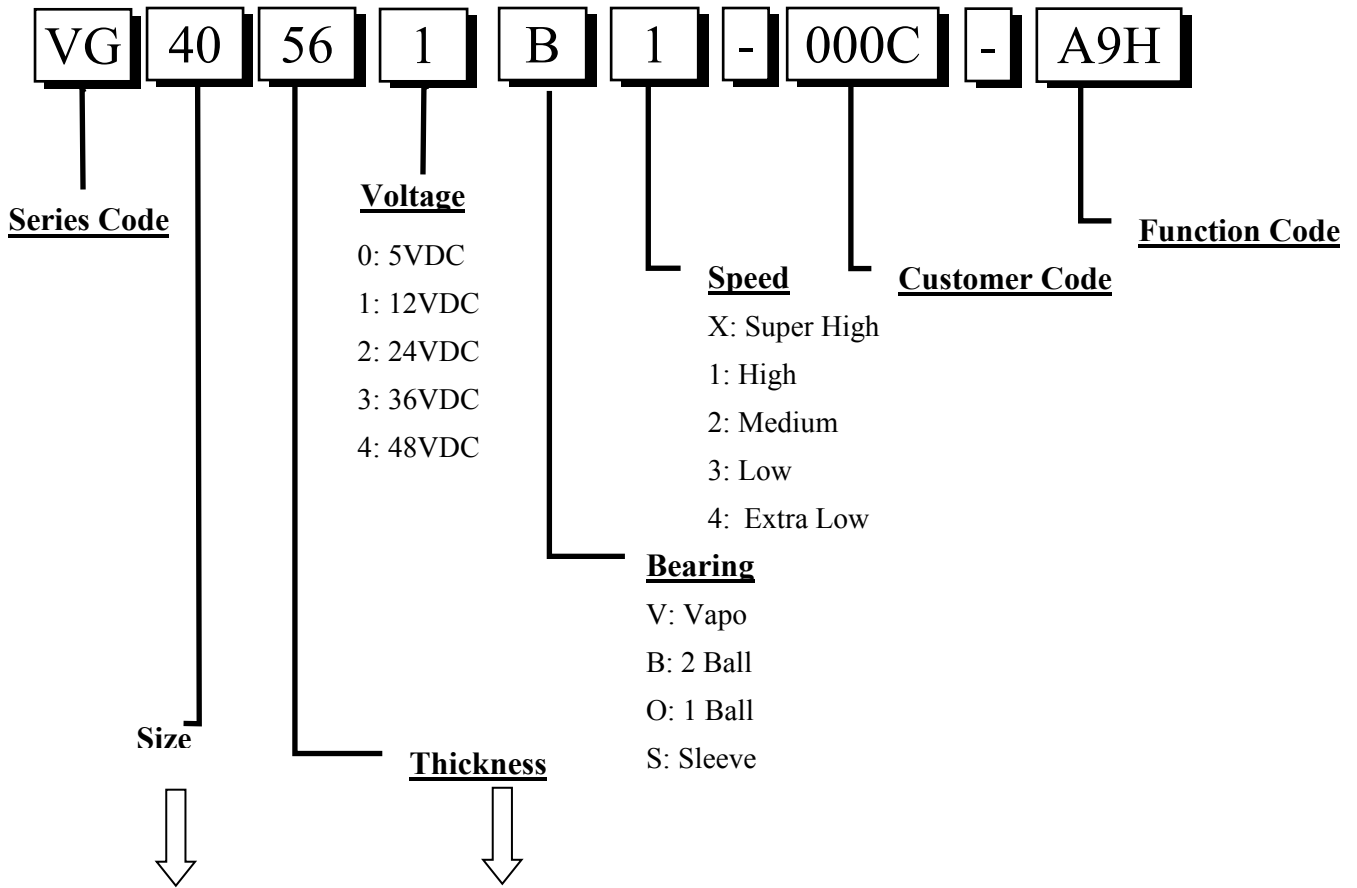 VG 40 56 1 B 1 - 000C - A9H
Series Code
Voltage
0: 5VDC
1: 12VDC
2: 24VDC
3: 36VDC
4: 48VDC
Function Code
Customer Code
Speed
X: Super High
1: High
2: Medium
3: Low
4: Extra Low
Bearing
V: Vapo
B: 2 Ball
O: 1 Ball
S: Sleeve
Size
Thickness